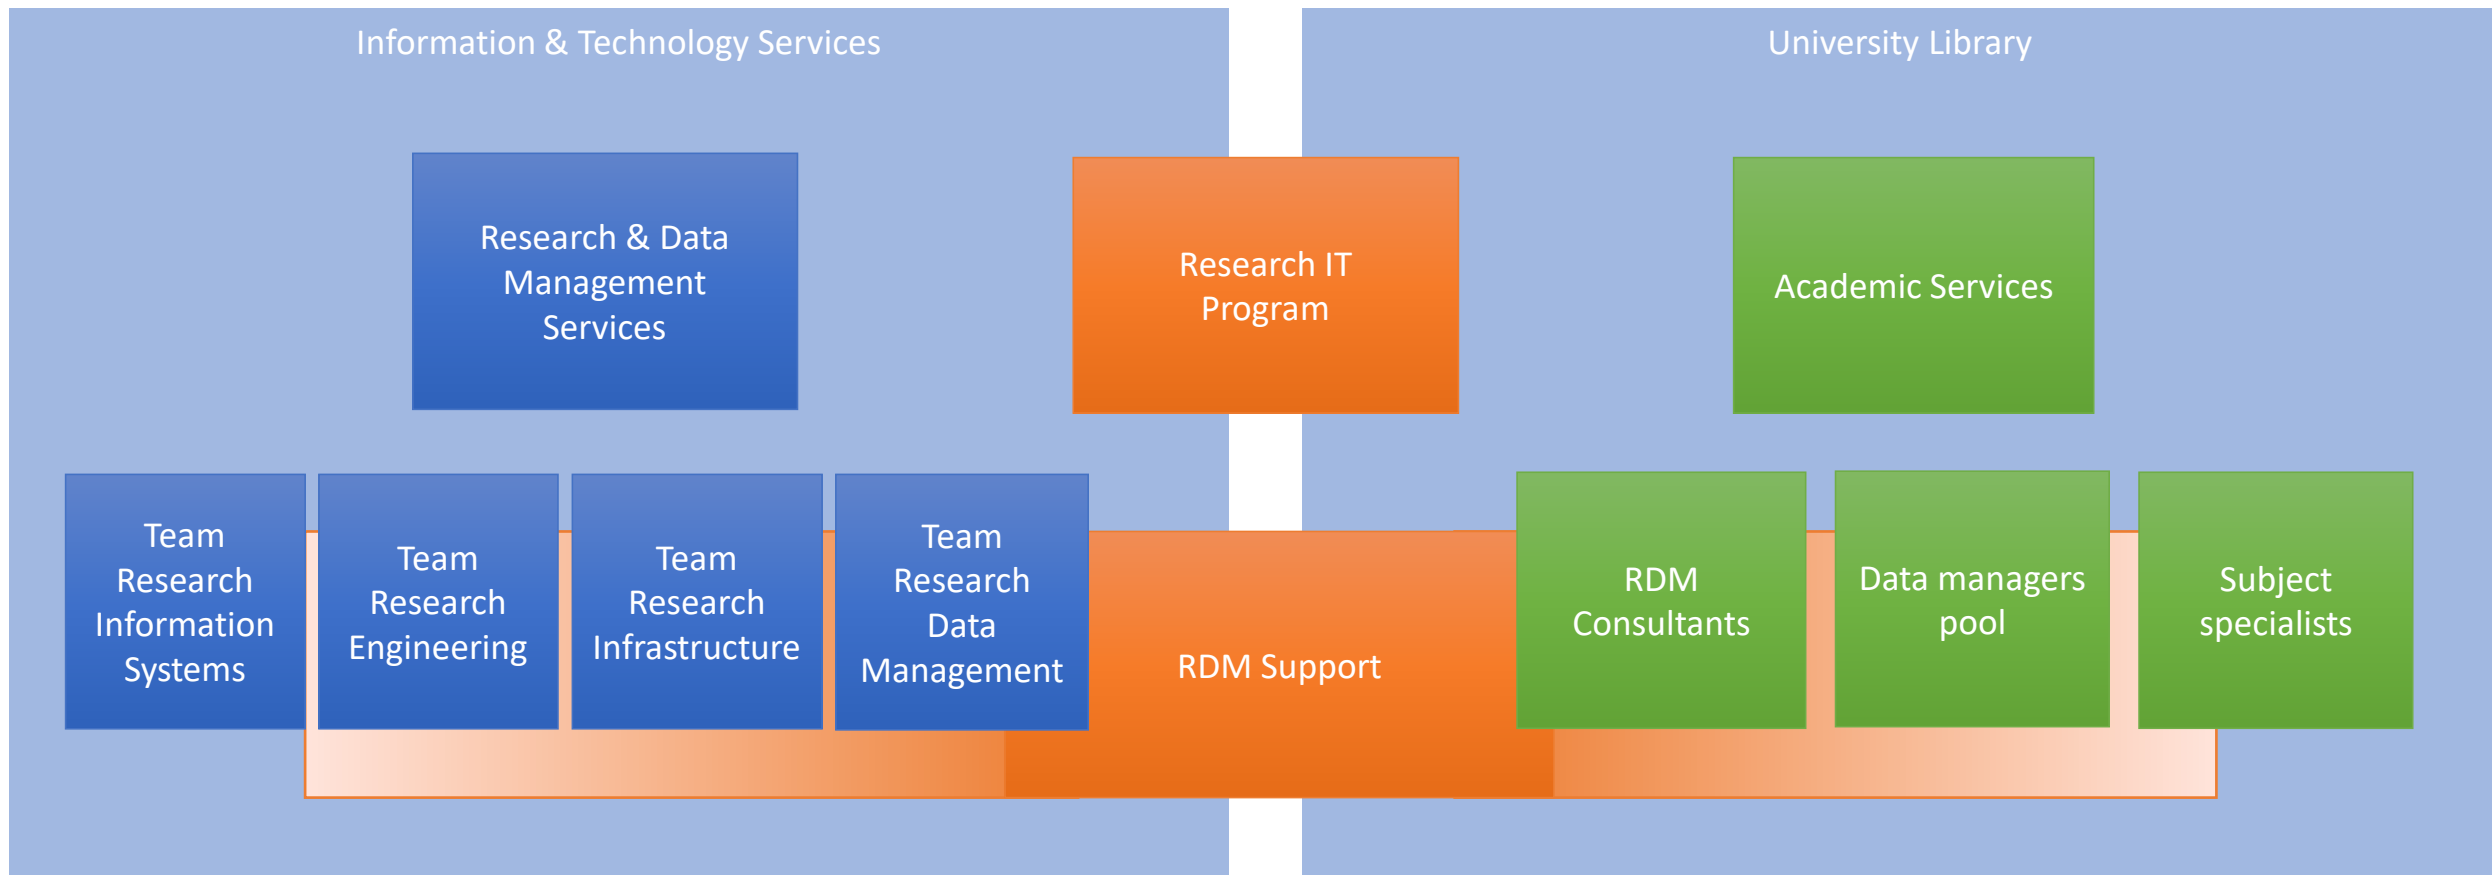 Information & Technology Services
University Library
Research & Data
Management
Services
Research IT
Program
Academic Services
Team
Research
Information
Systems
Team
Research
Engineering
Team
Research
Infrastructure
Team
Research
Data
Management
RDM Support
RDM
Consultants
Data managers
pool
Subject
specialists